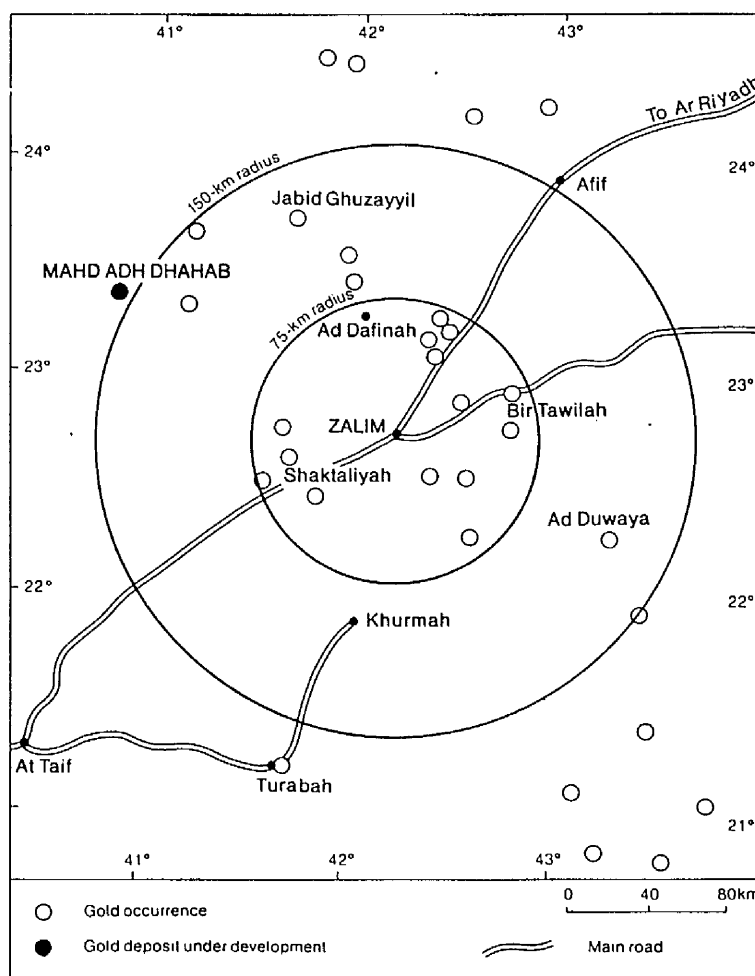 41° 42° 43°
To Ar Riyadh
24° 24°
150-km radius
Afif
Jabid Ghuzayyil
MAHD ADH DHAHAB
75-km radius
Ad Dafinah
23° 23°
ZALIM
Bir Tawilah
Shaktaliyah
Ad Duwaya
22° 22°
Khurmah
At Taif
Turabah
21°
41° 42° 43°
0 40 80km
Gold occurrence
Gold deposit under development
Main road